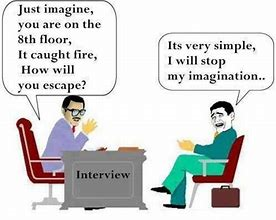 Just imagine,
you are on the
8th floor,
It caught fire,
How will
you escape?
Its very simple,
I will stop
my imagination..
Interview